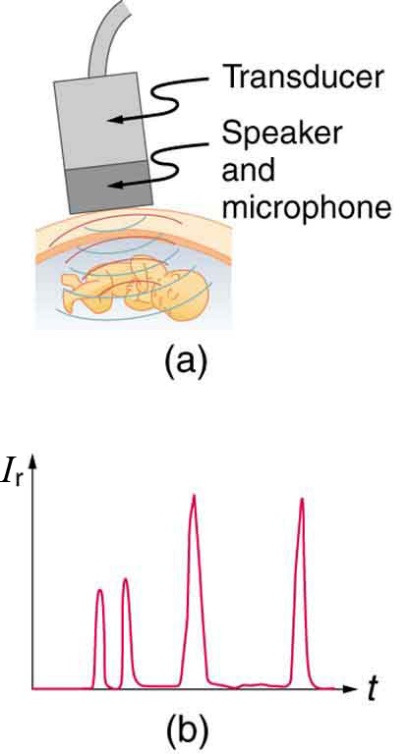 Transducer
Speaker
and
microphone
(a)
Ir
t
(b)